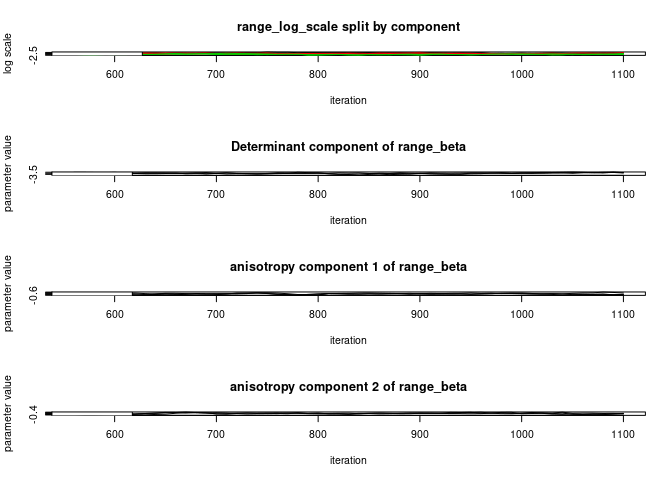 range_log_scale split by component
log scale
-2.5
600 700 800 900 1000 1100
iteration
Determinant component of range_beta
parameter value
-3.5
600 700 800 900 1000 1100
iteration
anisotropy component 1 of range_beta
parameter value
-0.6
600 700 800 900 1000 1100
iteration
anisotropy component 2 of range_beta
parameter value
-0.4
600 700 800 900 1000 1100
iteration